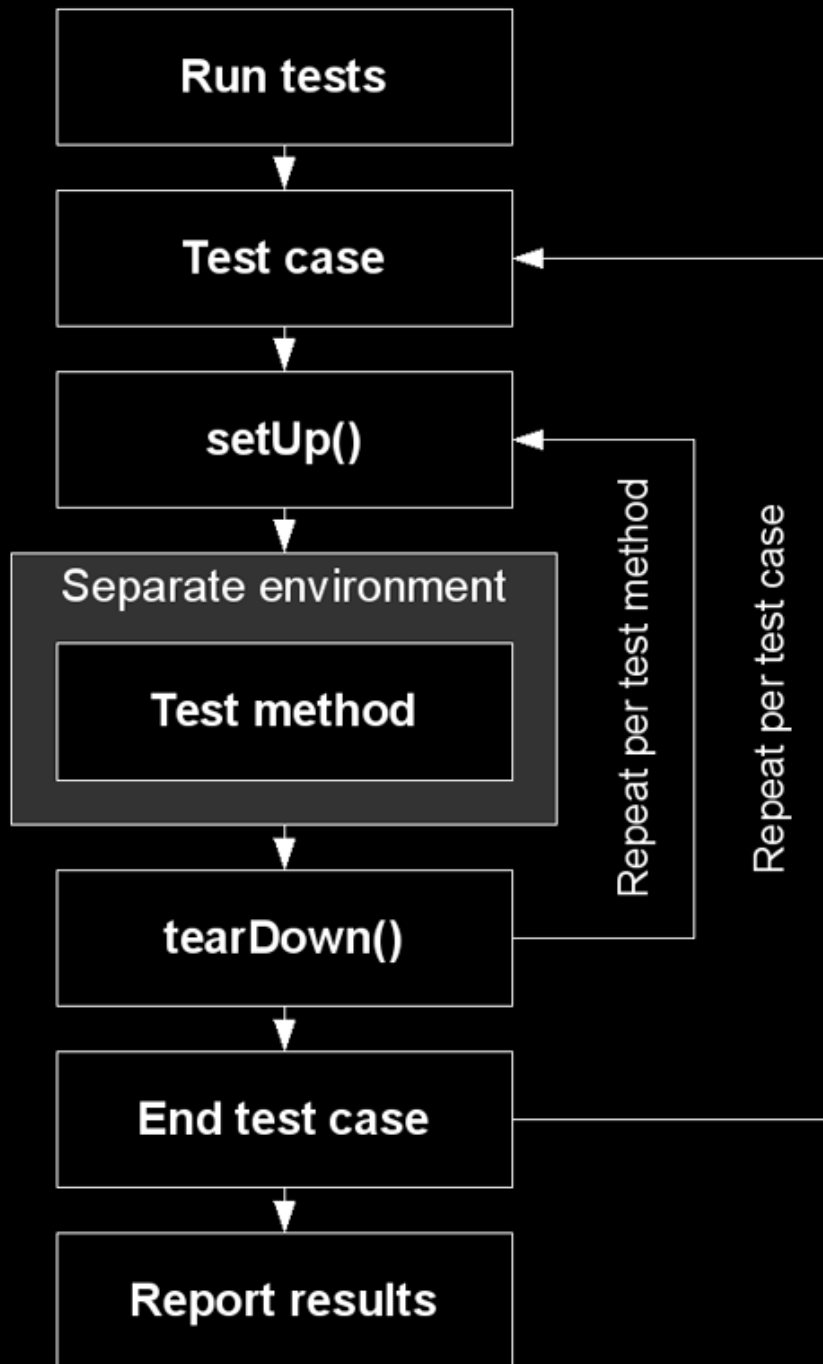 Run tests
Test case
setUp()
Separate environment
Test method
Repeat per test method
Repeat per test case
tearDown()
End test case
Report results